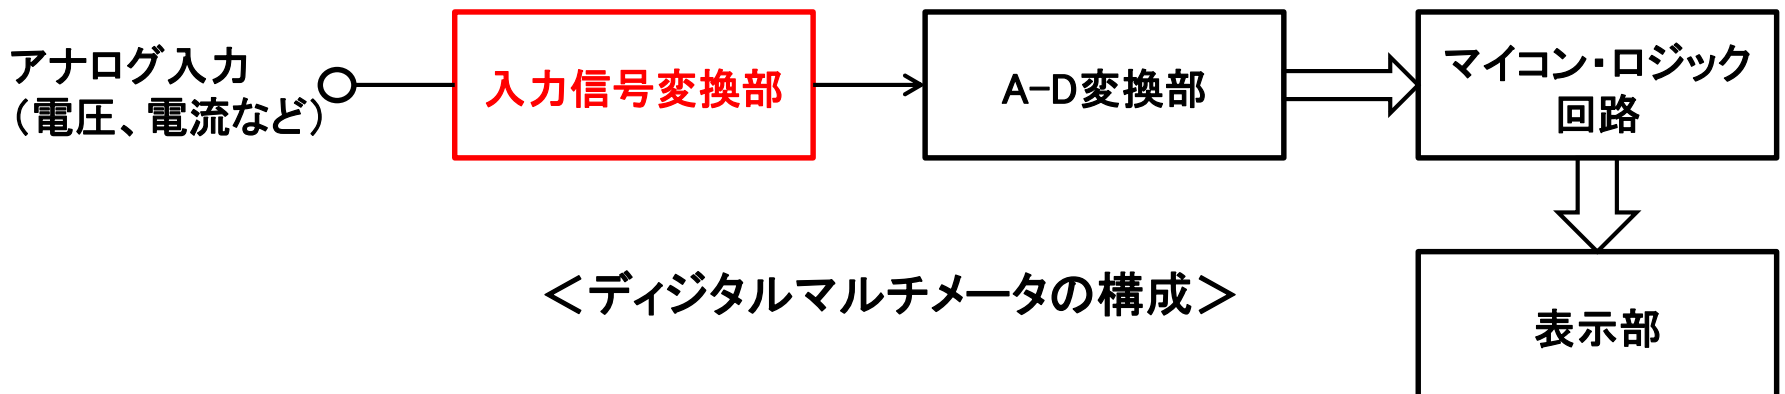 アナログ入力
（電圧、電流など）
入力信号変換部
A-D変換部
マイコン・ロジック
回路
＜ディジタルマルチメータの構成＞
表示部